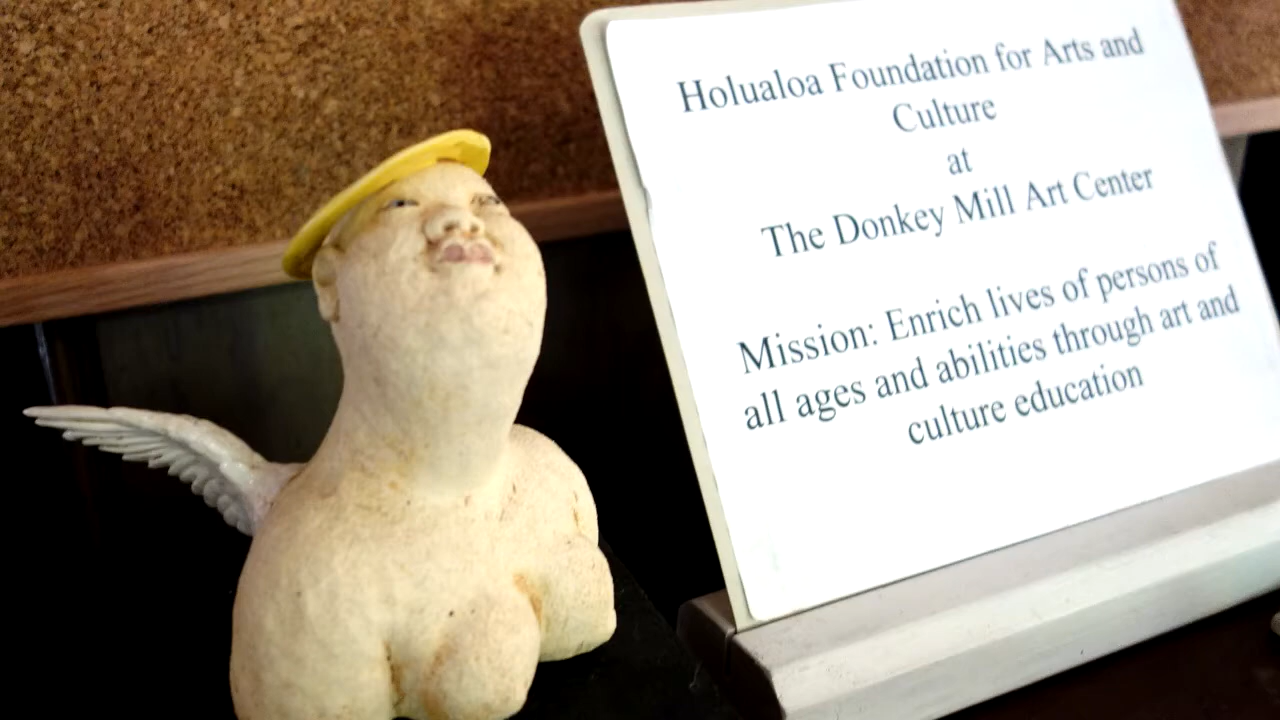 Holualoa Foundation for Arts and
Culture
at
The Donkey Mill Art Center
Mission: Enrich lives of persons of
all ages and abilities through art and
culture education